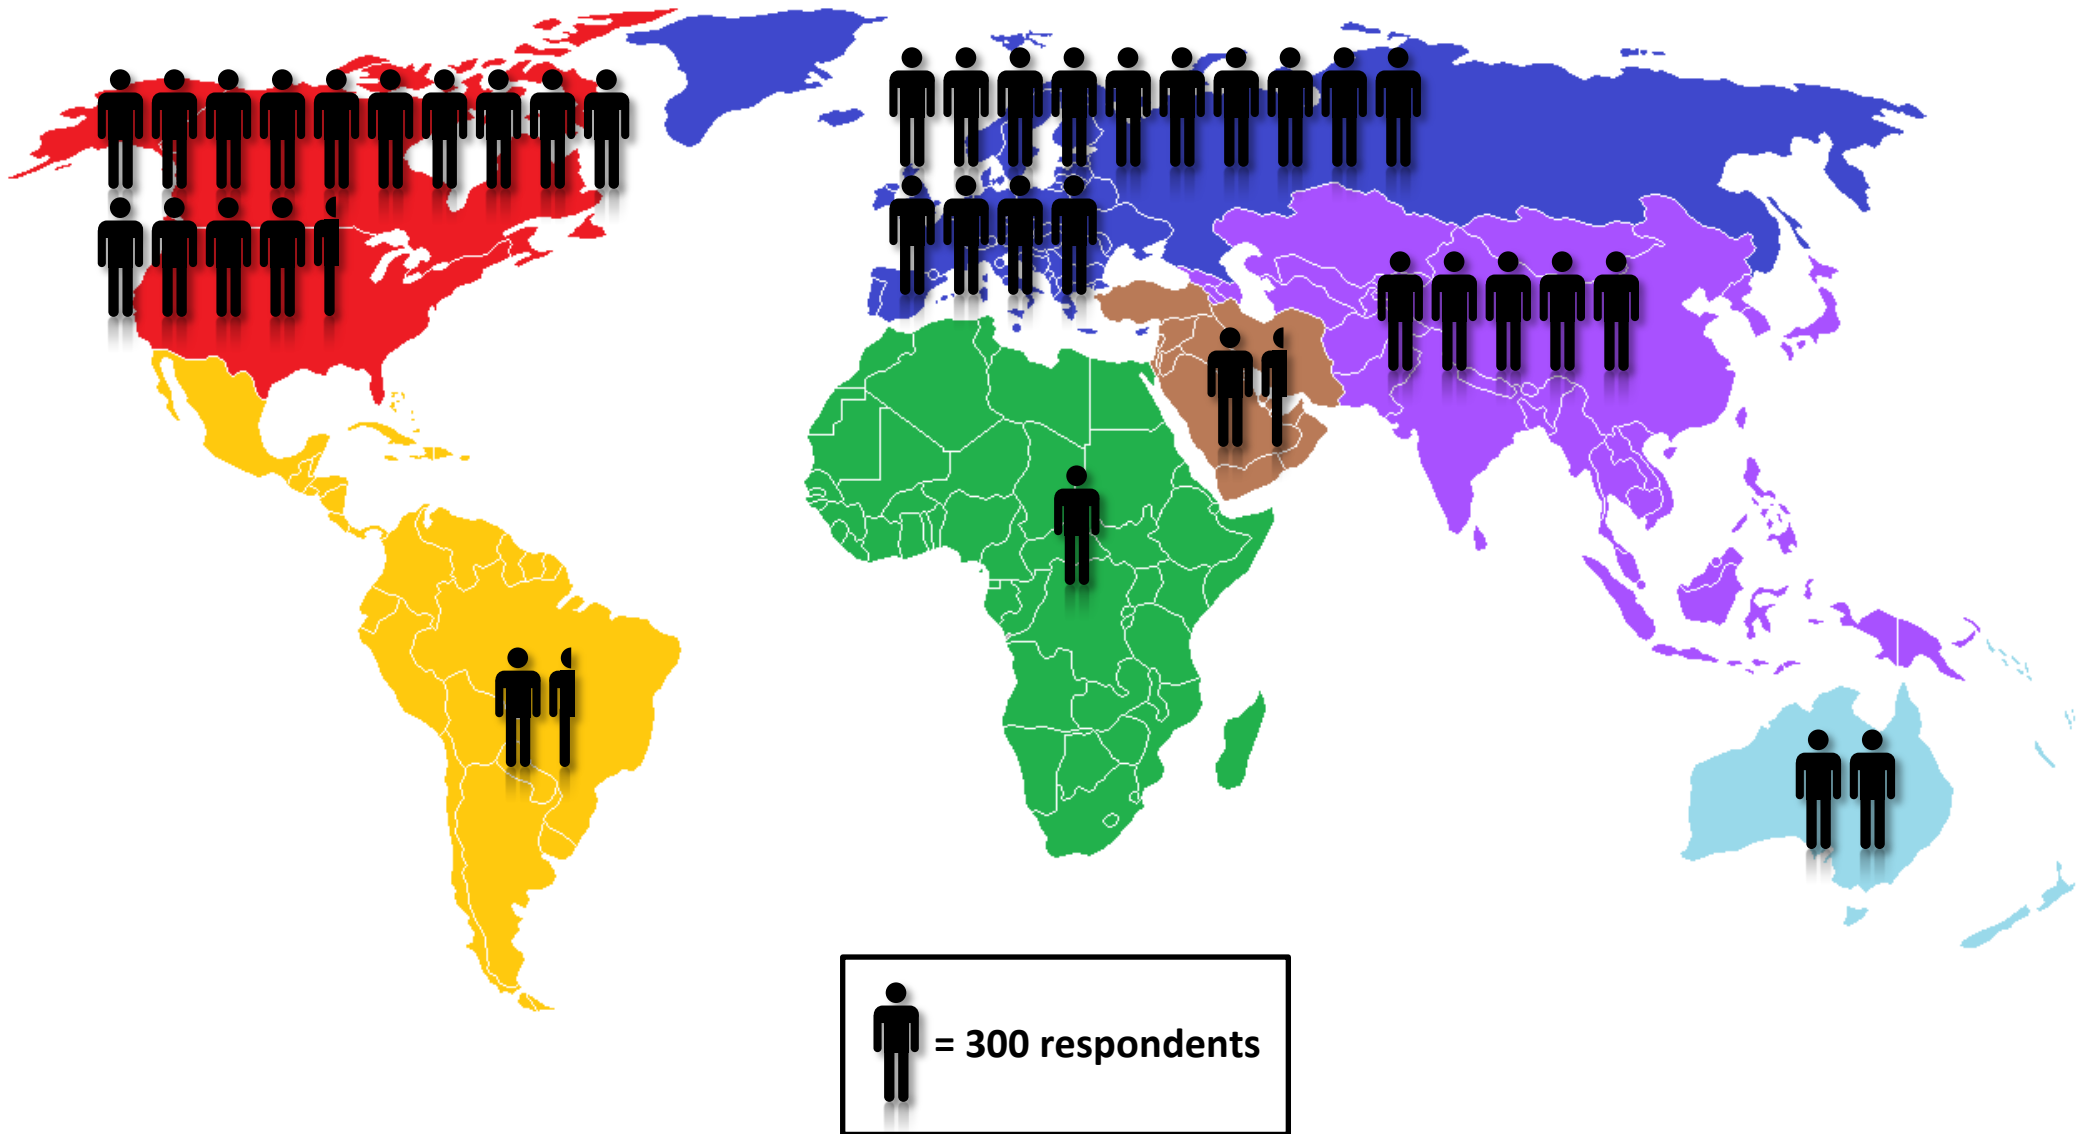 = 300 respondents